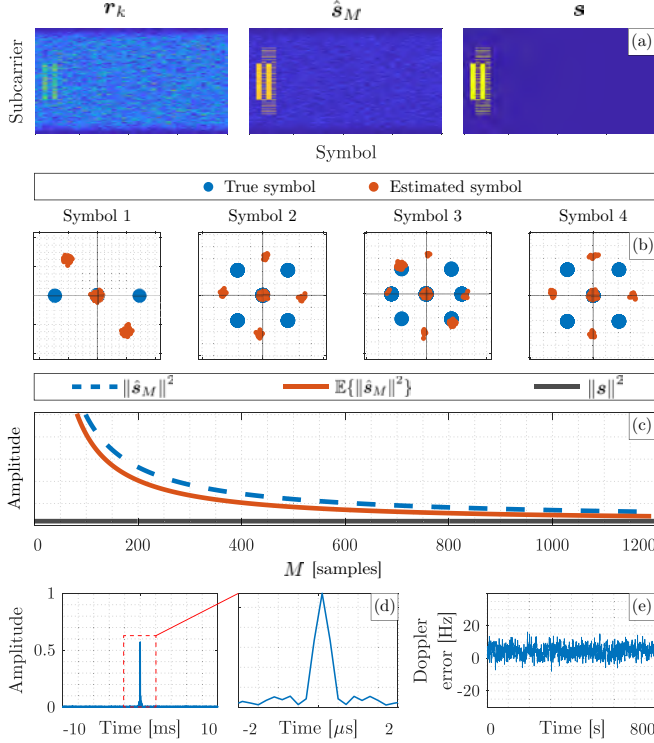 r_k ŝ_M s
Subcarrier
(a)
Symbol
True symbol Estimated symbol
Symbol 1 Symbol 2 Symbol 3 Symbol 4
(b)
‖ŝ_M‖² 𝔼{‖ŝ_M‖²} ‖s‖²
Amplitude
(c)
0 200 400 600 800 1000 1200
M [samples]
Amplitude
1
0.5
0
(d)
-10 Time [ms] 10
-2 Time [μs] 2
Doppler
error [Hz]
20
0
-20
(e)
0 Time [s] 800